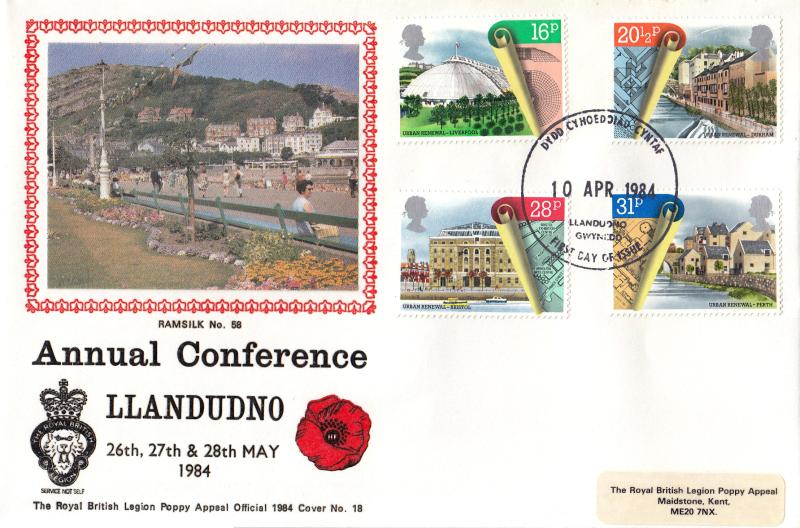 16P
URBAN RENEWAL—LIVERPOOL
20½P
URBAN RENEWAL—DURHAM
28P
URBAN RENEWAL—BRISTOL
31P
URBAN RENEWAL—PERTH
DYDD CYHOEDDIAD CYNTAF
10 APR 1984
LLANDUDNO
GWYNEDD
FIRST DAY OF ISSUE
RAMSILK No. 58
Annual Conference
LLANDUDNO
26th, 27th & 28th MAY
1984
THE ROYAL BRITISH
LEGION
SERVICE NOT SELF
HF
The Royal British Legion Poppy Appeal Official 1984 Cover No. 18
The Royal British Legion Poppy Appeal
Maidstone, Kent.
ME20 7NX.